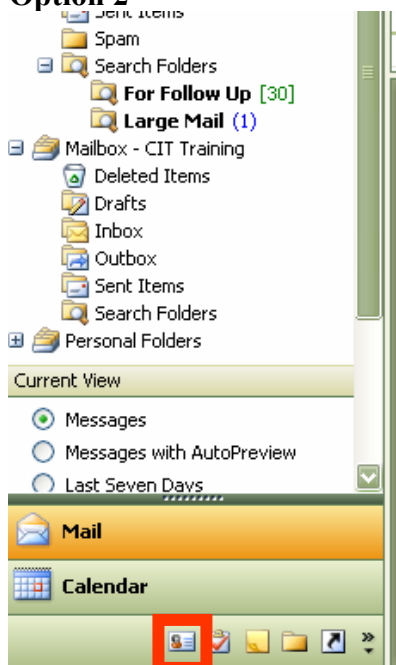 Option 2
Sent Items
Spam
Search Folders
For Follow Up [30]
Large Mail (1)
Mailbox - CIT Training
Deleted Items
Drafts
Inbox
Outbox
Sent Items
Search Folders
Personal Folders
Current View
Messages
Messages with AutoPreview
Last Seven Days
Mail
Calendar